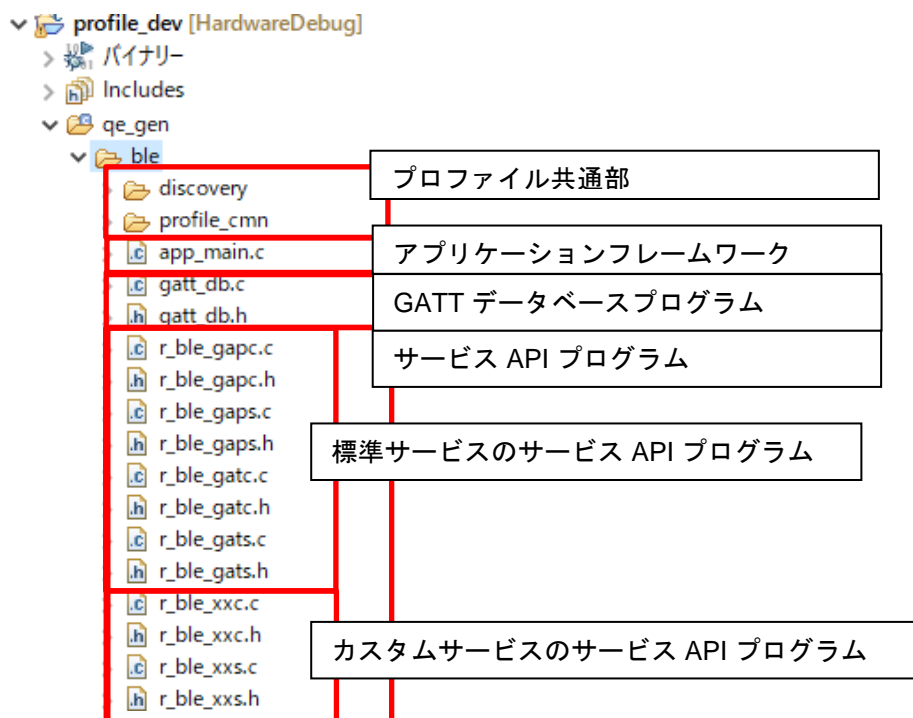 profile_dev [HardwareDebug]
バイナリー
Includes
qe_gen
ble
discovery
profile_cmn
プロファイル共通部
app_main.c
アプリケーションフレームワーク
gatt_db.c
gatt_db.h
GATT データベースプログラム
サービス API プログラム
r_ble_gapc.c
r_ble_gapc.h
r_ble_gaps.c
r_ble_gaps.h
r_ble_gatc.c
r_ble_gatc.h
r_ble_gats.c
r_ble_gats.h
標準サービスのサービス API プログラム
r_ble_xxc.c
r_ble_xxc.h
r_ble_xxs.c
r_ble_xxs.h
カスタムサービスのサービス API プログラム